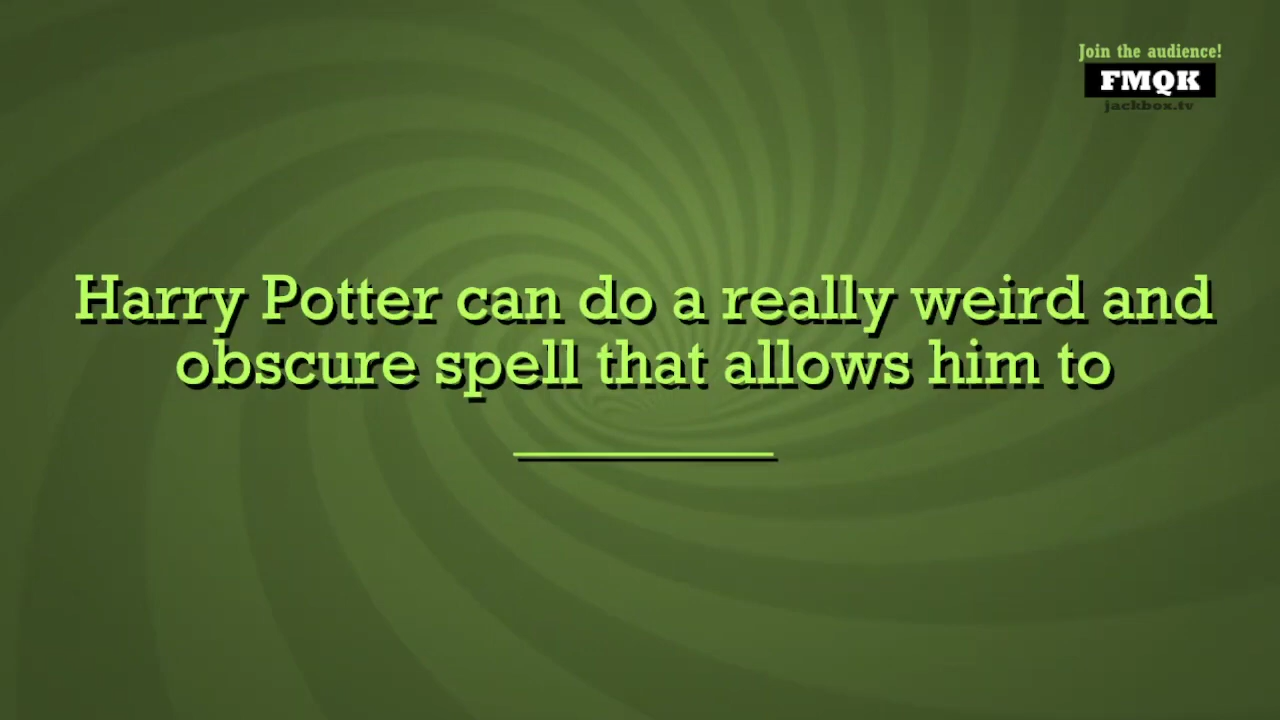 Join the audience!
FMQK
jackbox.tv
Harry Potter can do a really weird and
obscure spell that allows him to
__________